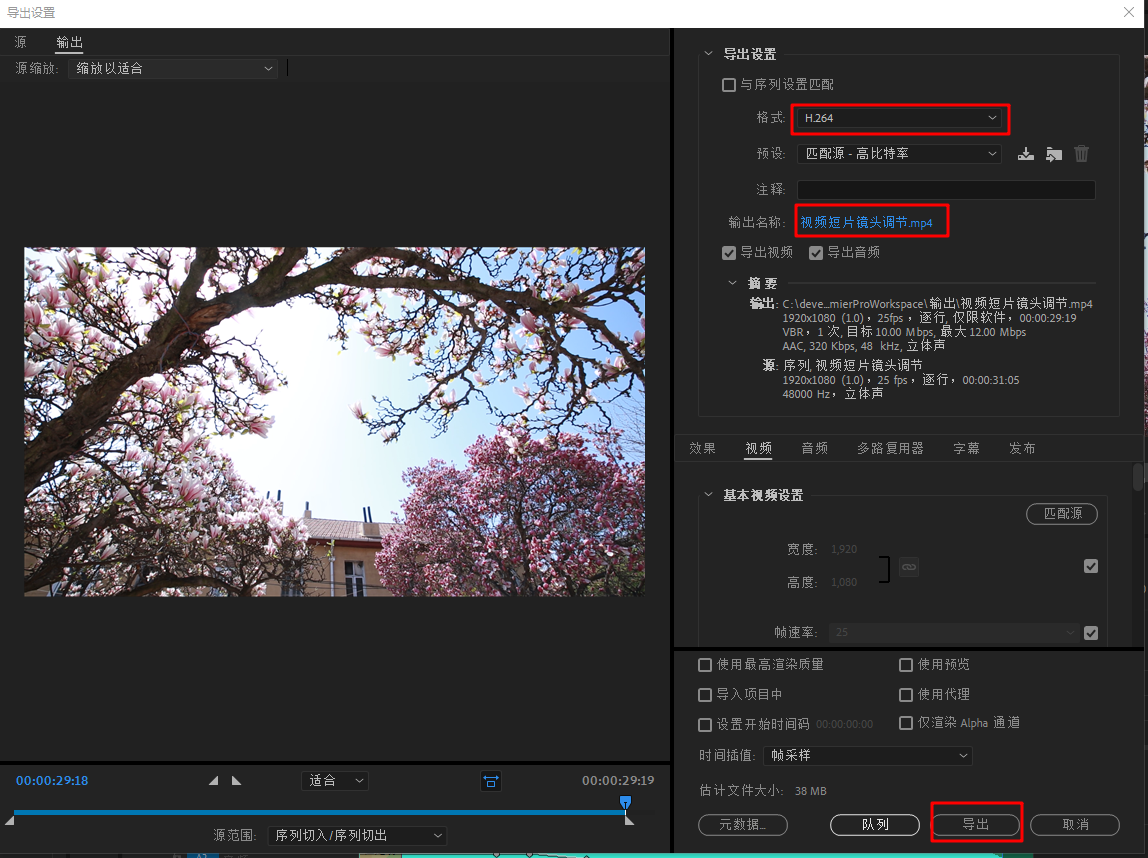 导出设置
源 输出
源缩放: 缩放以适合
导出设置
与序列设置匹配
格式: H.264
预设: 匹配源 - 高比特率
注释:
输出名称: 视频短片镜头调节.mp4
导出视频 导出音频
摘要
输出: C:\deve...mierProWorkspace\输出\视频短片镜头调节.mp4
1920x1080 (1.0), 25fps, 逐行, 仅限软件, 00:00:29:19
VBR, 1 次, 目标 10.00 Mbps, 最大 12.00 Mbps
AAC, 320 Kbps, 48 kHz, 立体声
源: 序列, 视频短片镜头调节
1920x1080 (1.0), 25 fps, 逐行, 00:00:31:05
48000 Hz, 立体声
效果 视频 音频 多路复用器 字幕 发布
基本视频设置
匹配源
宽度: 1,920
高度: 1,080
帧速率: 25
使用最高渲染质量 使用预览
导入项目中 使用代理
设置开始时间码 00:00:00:00 仅渲染 Alpha 通道
时间插值: 帧采样
估计文件大小: 38 MB
元数据... 队列 导出 取消
00:00:29:18 适合 00:00:29:19
源范围: 序列切入/序列切出